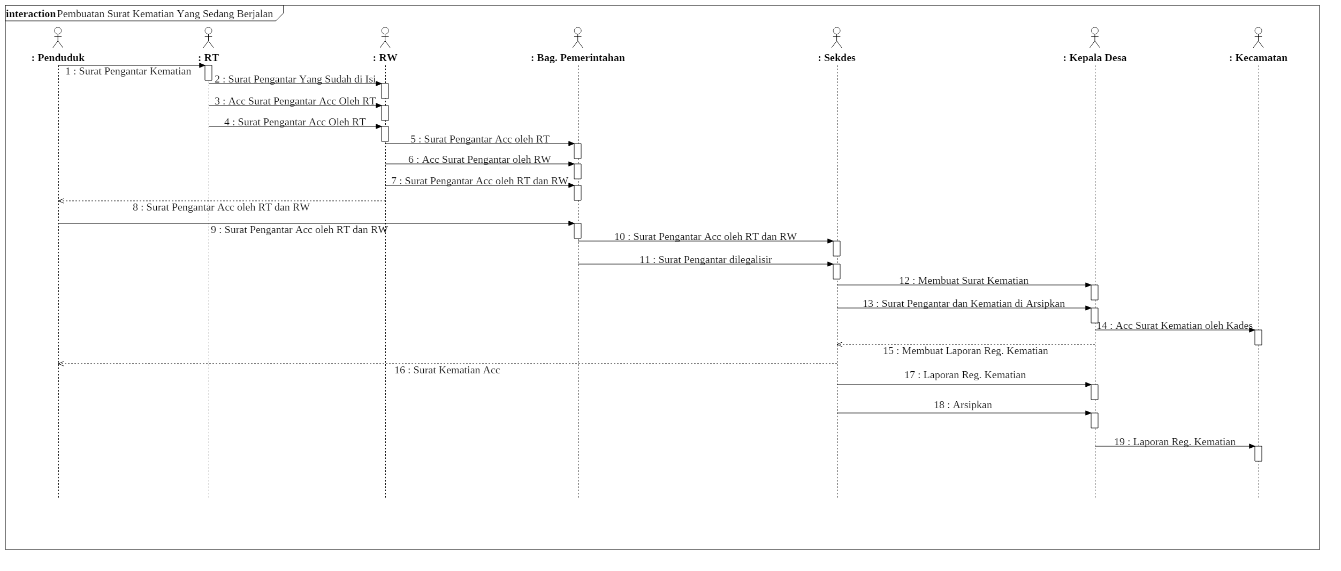 interaction Pembuatan Surat Kematian Yang Sedang Berjalan
: Penduduk
: RT
: RW
: Bag. Pemerintahan
: Sekdes
: Kepala Desa
: Kecamatan
1 : Surat Pengantar Kematian
2 : Surat Pengantar Yang Sudah di Isi
3 : Acc Surat Pengantar Acc Oleh RT
4 : Surat Pengantar Acc Oleh RT
5 : Surat Pengantar Acc oleh RT
6 : Acc Surat Pengantar oleh RW
7 : Surat Pengantar Acc oleh RT dan RW
8 : Surat Pengantar Acc oleh RT dan RW
9 : Surat Pengantar Acc oleh RT dan RW
10 : Surat Pengantar Acc oleh RT dan RW
11 : Surat Pengantar dilegalisir
12 : Membuat Surat Kematian
13 : Surat Pengantar dan Kematian di Arsipkan
14 : Acc Surat Kematian oleh Kades
15 : Membuat Laporan Reg. Kematian
16 : Surat Kematian Acc
17 : Laporan Reg. Kematian
18 : Arsipkan
19 : Laporan Reg. Kematian